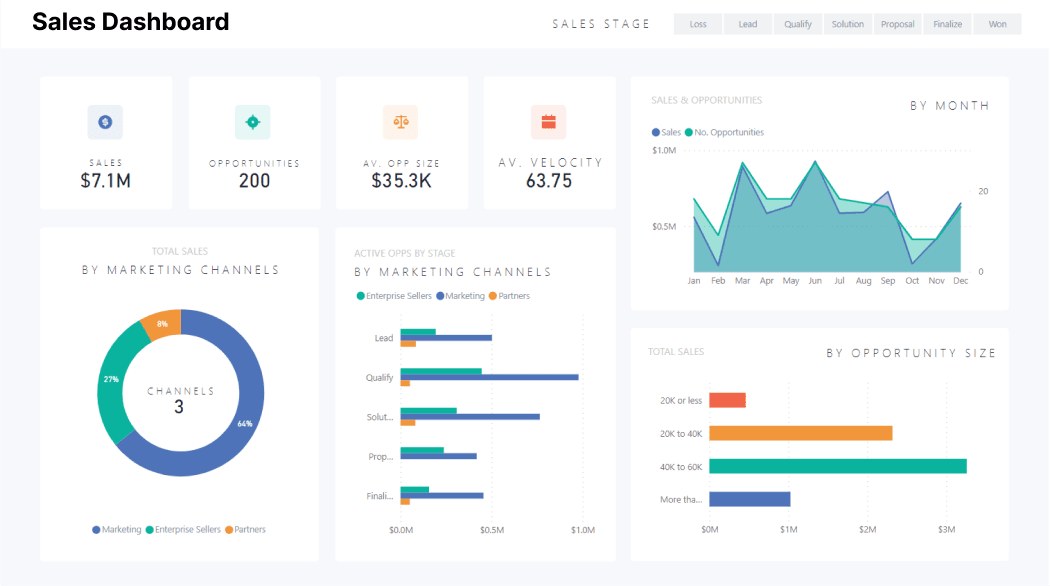 Sales Dashboard
SALES STAGE
Loss
Lead
Qualify
Solution
Proposal
Finalize
Won
SALES
$7.1M
OPPORTUNITIES
200
AV. OPP SIZE
$35.3K
AV. VELOCITY
63.75
SALES & OPPORTUNITIES
BY MONTH
Sales
No. Opportunities
$1.0M
$0.5M
20
0
Jan Feb Mar Apr May Jun Jul Aug Sep Oct Nov Dec
TOTAL SALES
BY MARKETING CHANNELS
8%
27%
64%
CHANNELS
3
Marketing Enterprise Sellers Partners
ACTIVE OPPS BY STAGE
BY MARKETING CHANNELS
Enterprise Sellers Marketing Partners
Lead
Qualify
Solut...
Prop...
Finali...
$0.0M $0.5M $1.0M
TOTAL SALES
BY OPPORTUNITY SIZE
20K or less
20K to 40K
40K to 60K
More tha...
$0M $1M $2M $3M